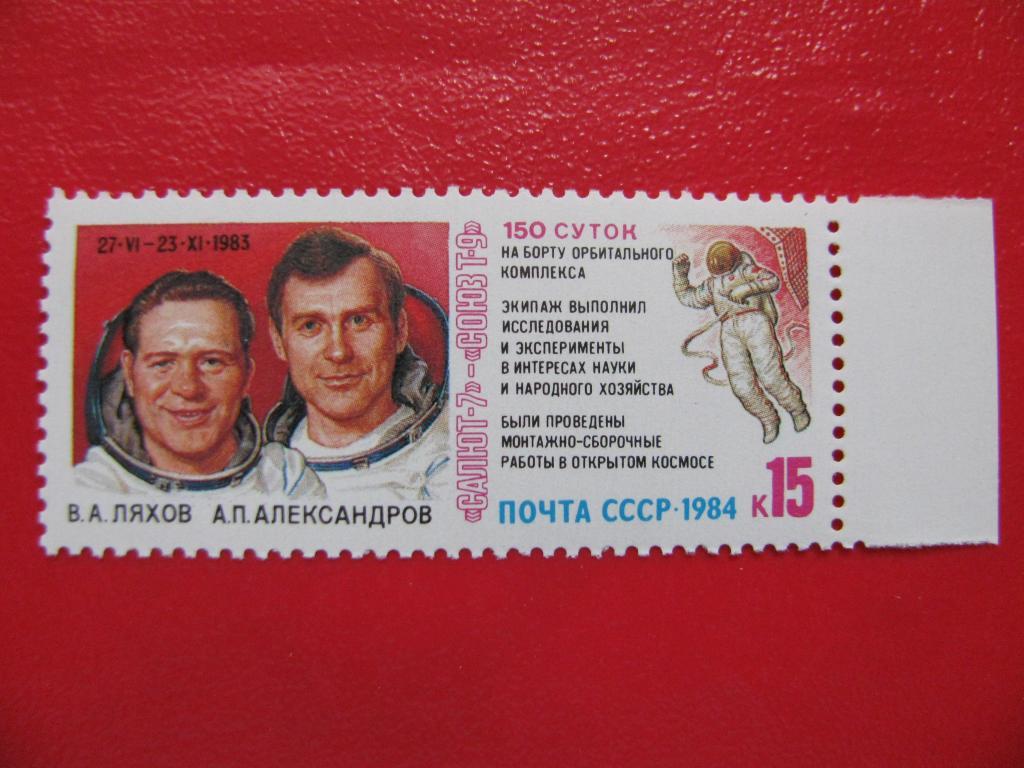 27·VI–23·XI·1983
В.А.ЛЯХОВ А.П.АЛЕКСАНДРОВ
«САЛЮТ-7»–«СОЮЗ Т-9»
150 СУТОК
НА БОРТУ ОРБИТАЛЬНОГО
КОМПЛЕКСА
ЭКИПАЖ ВЫПОЛНИЛ
ИССЛЕДОВАНИЯ
И ЭКСПЕРИМЕНТЫ
В ИНТЕРЕСАХ НАУКИ
И НАРОДНОГО ХОЗЯЙСТВА
БЫЛИ ПРОВЕДЕНЫ
МОНТАЖНО-СБОРОЧНЫЕ
РАБОТЫ В ОТКРЫТОМ КОСМОСЕ
ПОЧТА СССР·1984 к15